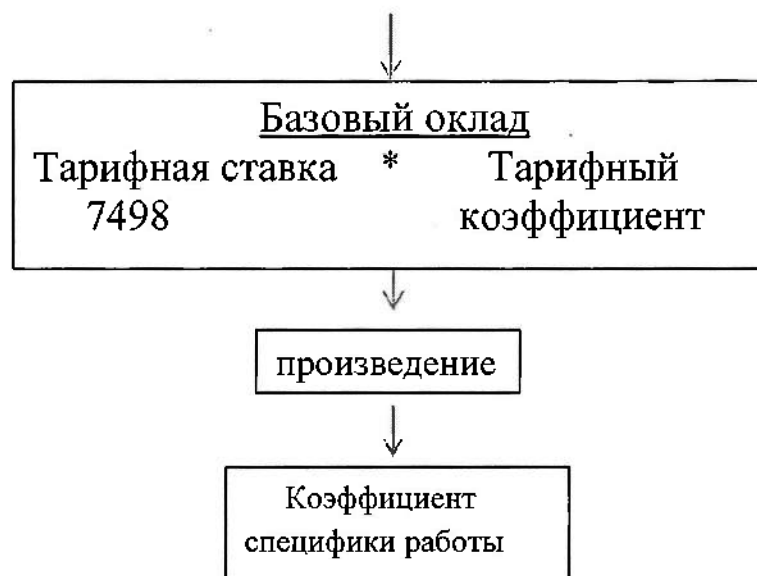 Базовый оклад
Тарифная ставка * Тарифный
7498 коэффициент
произведение
Коэффициент
специфики работы